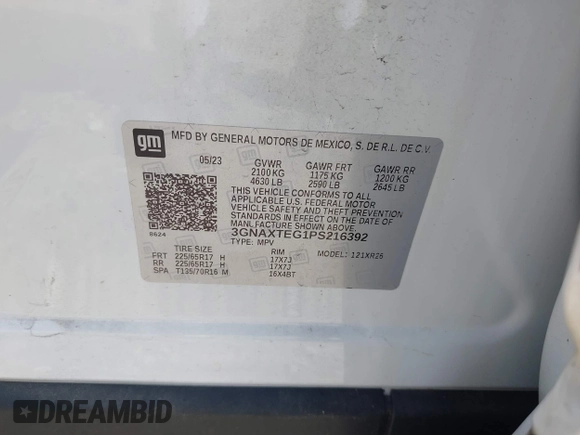 gm
MFD BY GENERAL MOTORS DE MEXICO, S. DE R.L. DE C.V.
05/23 GVWR GAWR FRT GAWR RR
2100 KG 1175 KG 1200 KG
4630 LB 2590 LB 2645 LB
THIS VEHICLE CONFORMS TO ALL
APPLICABLE U.S. FEDERAL MOTOR
VEHICLE SAFETY AND THEFT PREVENTION
STANDARDS IN EFFECT ON THE DATE OF
MANUFACTURE SHOWN ABOVE.
8624 3GNAXTEG1PS216392
TYPE: MPV MODEL: 1XR26
TIRE SIZE RIM
FRT 225/65R17 H 17X7J
RR 225/65R17 H 17X7J
SPA T135/70R16 M 16X4BT
DREAMBID